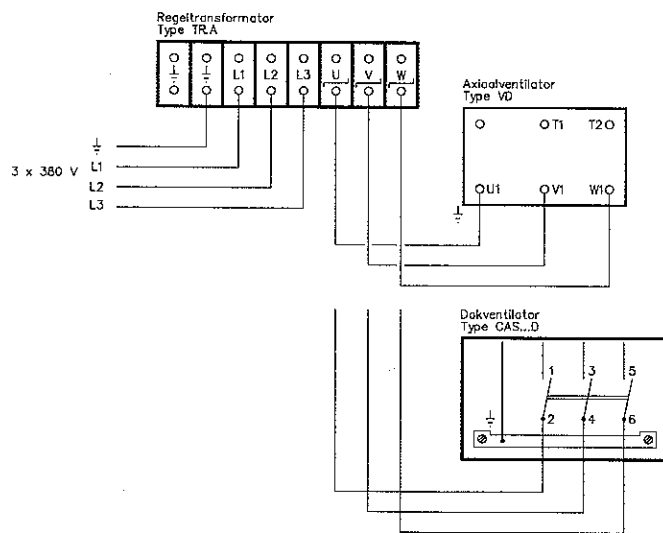 Regeltransformator
Type TR.A
L1 L2 L3 U V W
Axiaalventilator
Type VD
T1 T2
U1 V1 W1
3 x 380 V
L1
L2
L3
Dakventilator
Type CAS...D
1 3 5
2 4 6